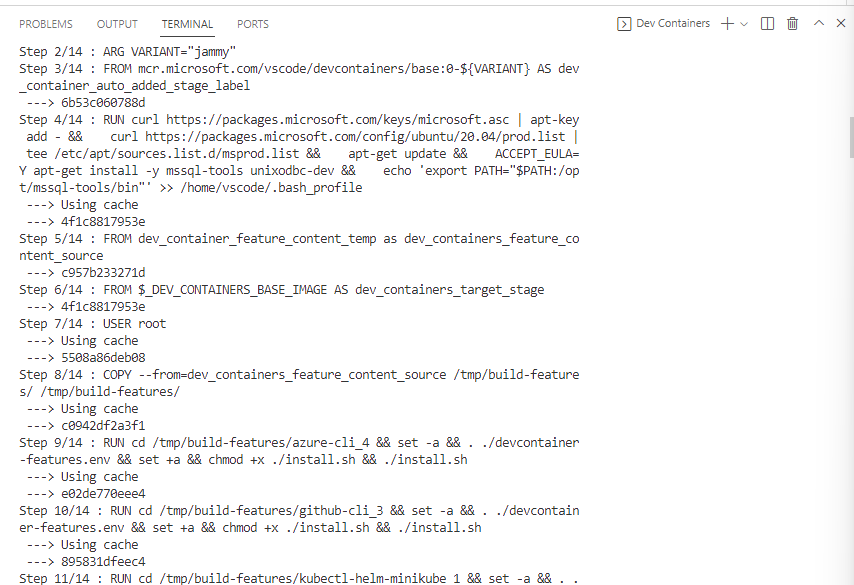 PROBLEMS OUTPUT TERMINAL PORTS Dev Containers
Step 2/14 : ARG VARIANT="jammy"
Step 3/14 : FROM mcr.microsoft.com/vscode/devcontainers/base:0-${VARIANT} AS dev
_container_auto_added_stage_label
 ---> 6b53c060788d
Step 4/14 : RUN curl https://packages.microsoft.com/keys/microsoft.asc | apt-key
 add - &&    curl https://packages.microsoft.com/config/ubuntu/20.04/prod.list |
 tee /etc/apt/sources.list.d/msprod.list &&    apt-get update &&    ACCEPT_EULA=
Y apt-get install -y mssql-tools unixodbc-dev &&    echo 'export PATH="$PATH:/op
t/mssql-tools/bin"' >> /home/vscode/.bash_profile
 ---> Using cache
 ---> 4f1c8817953e
Step 5/14 : FROM dev_container_feature_content_temp as dev_containers_feature_co
ntent_source
 ---> c957b233271d
Step 6/14 : FROM $_DEV_CONTAINERS_BASE_IMAGE AS dev_containers_target_stage
 ---> 4f1c8817953e
Step 7/14 : USER root
 ---> Using cache
 ---> 5508a86deb08
Step 8/14 : COPY --from=dev_containers_feature_content_source /tmp/build-feature
s/ /tmp/build-features/
 ---> Using cache
 ---> c0942df2a3f1
Step 9/14 : RUN cd /tmp/build-features/azure-cli_4 && set -a && . ./devcontainer
-features.env && set +a && chmod +x ./install.sh && ./install.sh
 ---> Using cache
 ---> e02de770eee4
Step 10/14 : RUN cd /tmp/build-features/github-cli_3 && set -a && . ./devcontain
er-features.env && set +a && chmod +x ./install.sh && ./install.sh
 ---> Using cache
 ---> 895831dfeec4
Step 11/14 : RUN cd /tmp/build-features/kubectl-helm-minikube_1 && set -a && . .